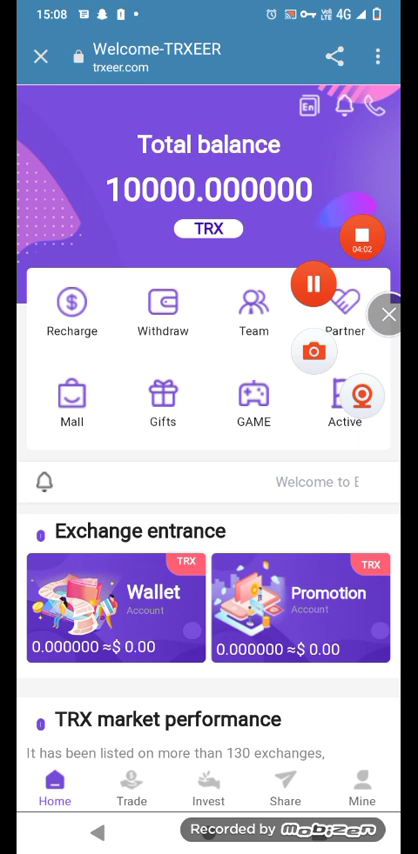 15:08
4G
Welcome-TRXEER
trxeer.com
En
Total balance
10000.000000
TRX
04:02
Recharge
Withdraw
Team
Partner
Mall
Gifts
GAME
Active
Welcome to E
Exchange entrance
TRX
Wallet
Account
0.000000 ≈$ 0.00
TRX
Promotion
Account
0.000000 ≈$ 0.00
TRX market performance
It has been listed on more than 130 exchanges,
Home
Trade
Invest
Share
Mine
Recorded by mobizen